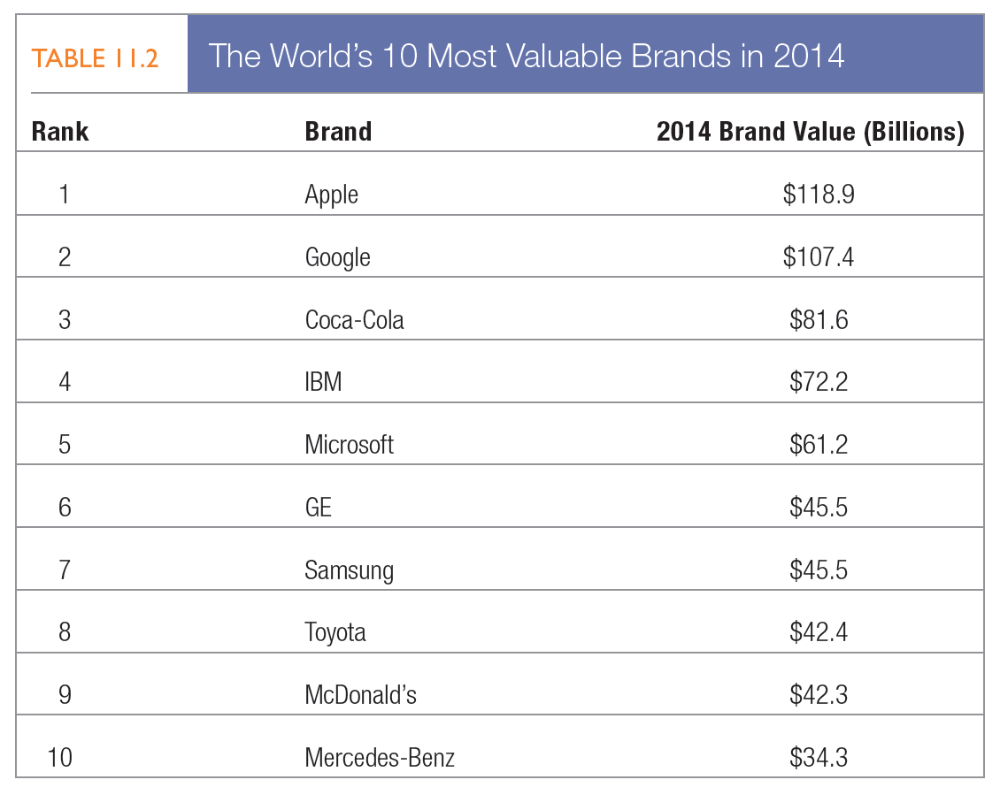 TABLE 11.2 The World’s 10 Most Valuable Brands in 2014
Rank Brand 2014 Brand Value (Billions)
1 Apple $118.9
2 Google $107.4
3 Coca-Cola $81.6
4 IBM $72.2
5 Microsoft $61.2
6 GE $45.5
7 Samsung $45.5
8 Toyota $42.4
9 McDonald’s $42.3
10 Mercedes-Benz $34.3